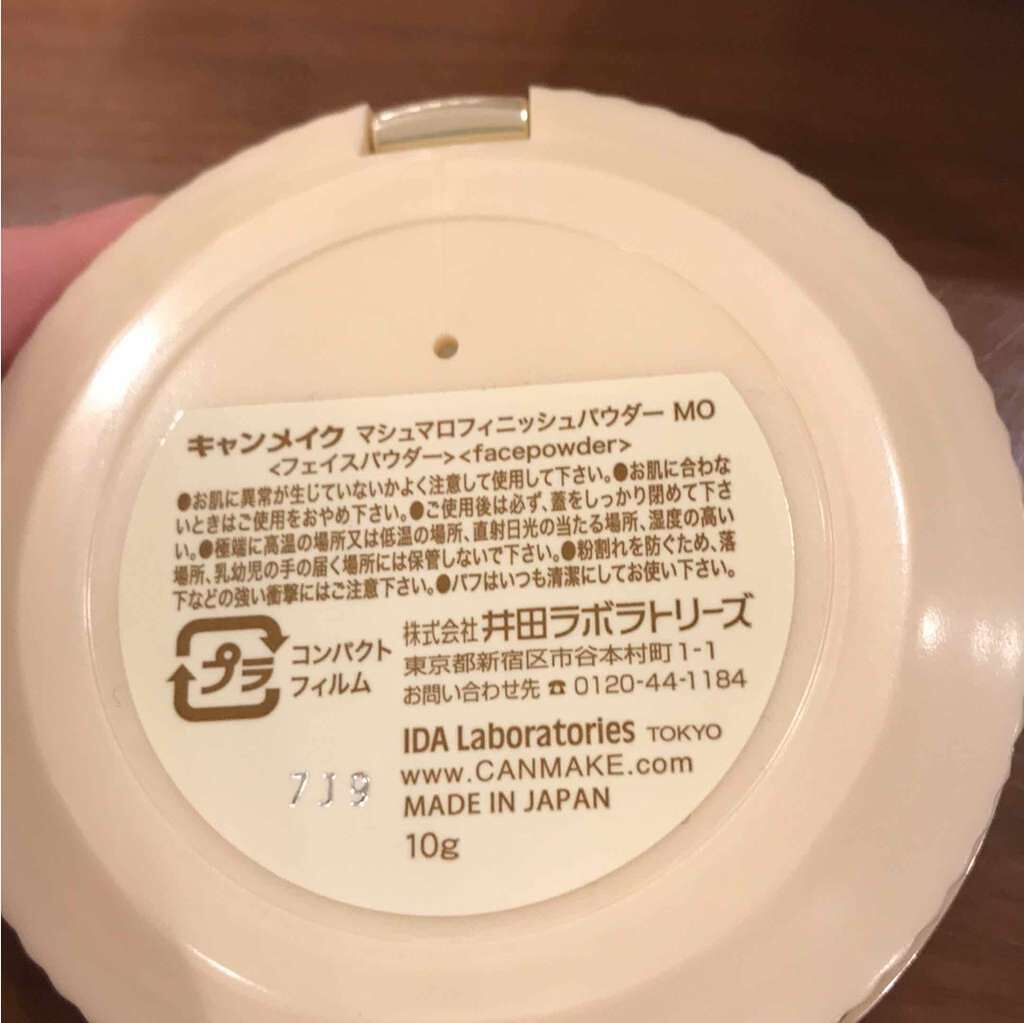 キャンメイク マシュマロフィニッシュパウダー MO
<フェイスパウダー><facepowder>
●お肌に異常が生じていないかよく注意して使用して下さい。●お肌に合わな
いときはご使用をおやめ下さい。●ご使用後は必ず、蓋をしっかり閉めて下さ
い。●極端に高温の場所又は低温の場所、直射日光の当たる場所、湿度の高い
場所、乳幼児の手の届く場所には保管しないで下さい。●粉割れを防ぐため、落
下などの強い衝撃にはご注意下さい。●パフはいつも清潔にしてお使い下さい。
プラ
コンパクト
フィルム
株式会社 井田ラボラトリーズ
東京都新宿区市谷本村町1-1
お問い合わせ先 ☎ 0120-44-1184
IDA Laboratories TOKYO
www.CANMAKE.com
MADE IN JAPAN
10g
7J9